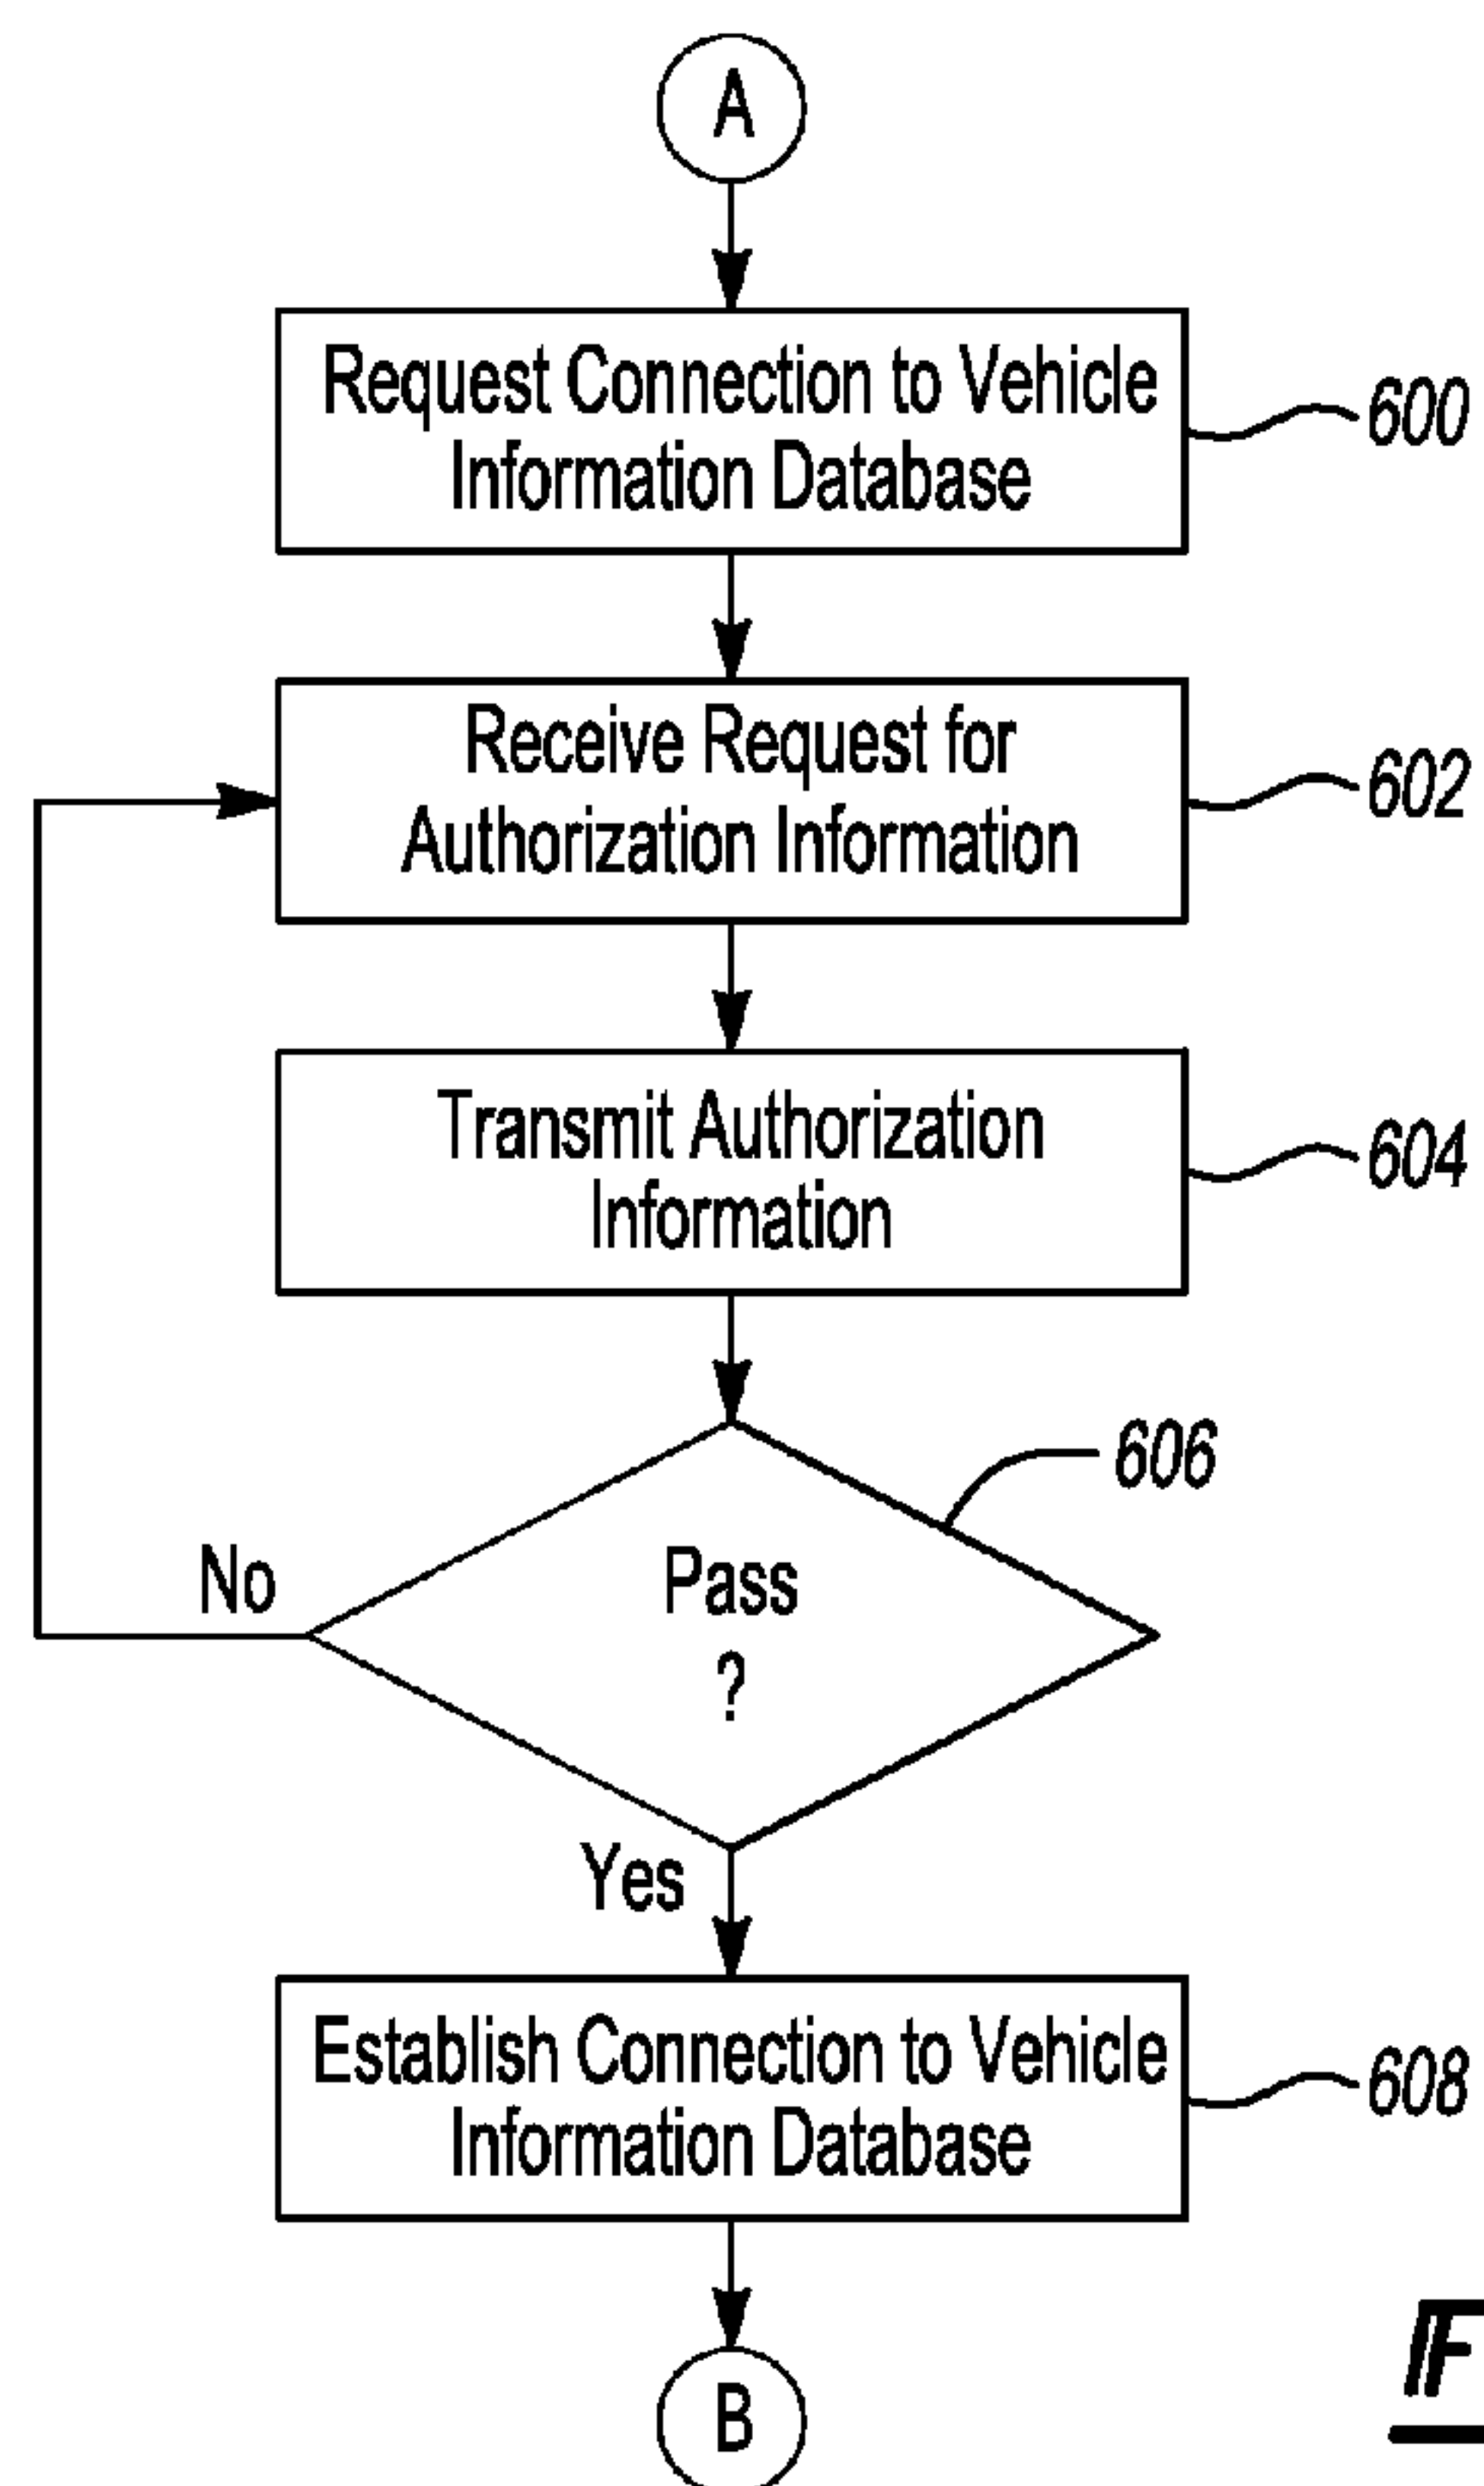 A
Request Connection to Vehicle
Information Database
600
Receive Request for
Authorization Information
602
Transmit Authorization
Information
604
606
Pass
?
No
Yes
Establish Connection to Vehicle
Information Database
608
B
F